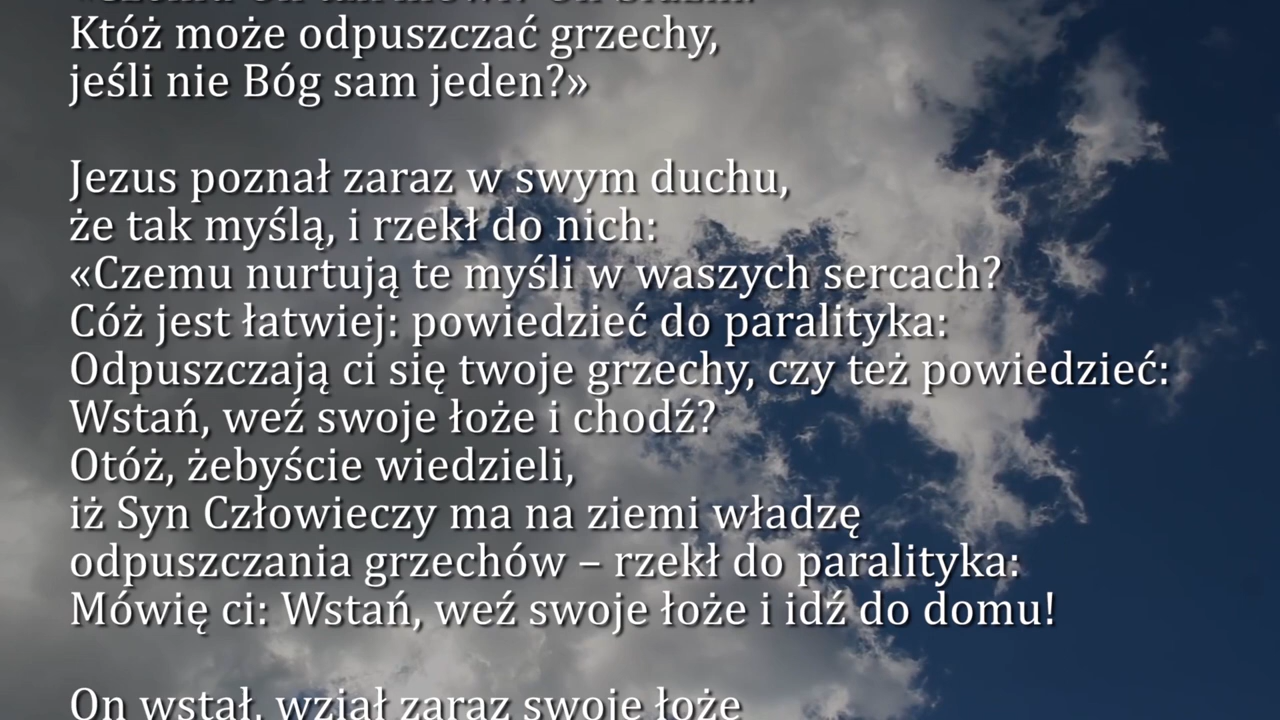 Któż może odpuszczać grzechy,
jeśli nie Bóg sam jeden?»
Jezus poznał zaraz w swym duchu,
że tak myślą, i rzekł do nich:
«Czemu nurtują te myśli w waszych sercach?
Cóż jest łatwiej: powiedzieć do paralityka:
Odpuszczają ci się twoje grzechy, czy też powiedzieć:
Wstań, weź swoje łoże i chodź?
Otóż, żebyście wiedzieli,
iż Syn Człowieczy ma na ziemi władzę
odpuszczania grzechów – rzekł do paralityka:
Mówię ci: Wstań, weź swoje łoże i idź do domu!
On wstał, wziął zaraz swoje łoże